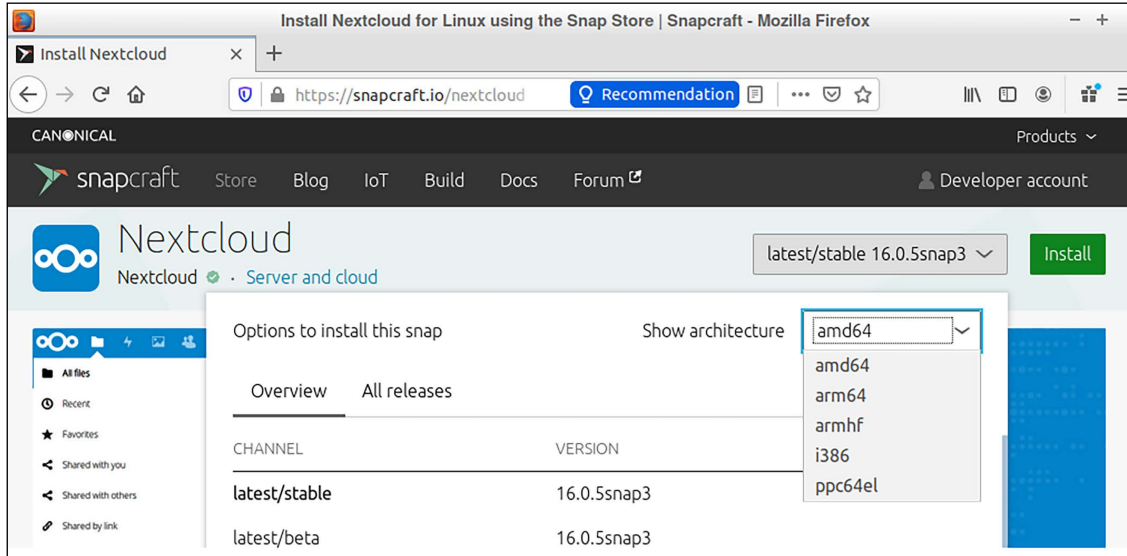 Install Nextcloud for Linux using the Snap Store | Snapcraft - Mozilla Firefox
Install Nextcloud
https://snapcraft.io/nextcloud
Recommendation
CANONICAL
Products
snapcraft
Store
Blog
IoT
Build
Docs
Forum
Developer account
Nextcloud
Nextcloud · Server and cloud
latest/stable 16.0.5snap3
Install
Options to install this snap
Show architecture
amd64
amd64
arm64
armhf
i386
ppc64el
Overview
All releases
CHANNEL
VERSION
latest/stable
16.0.5snap3
latest/beta
16.0.5snap3
All files
Recent
Favorites
Shared with you
Shared with others
Shared by link